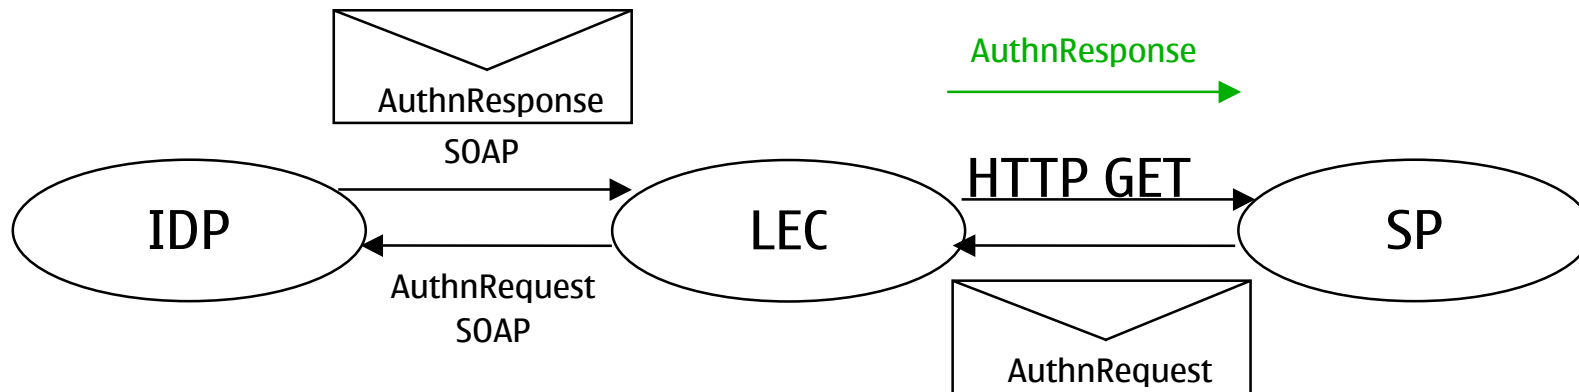 AuthnResponse
AuthnResponse
SOAP
HTTP GET
IDP
LEC
SP
AuthnRequest
SOAP
AuthnRequest